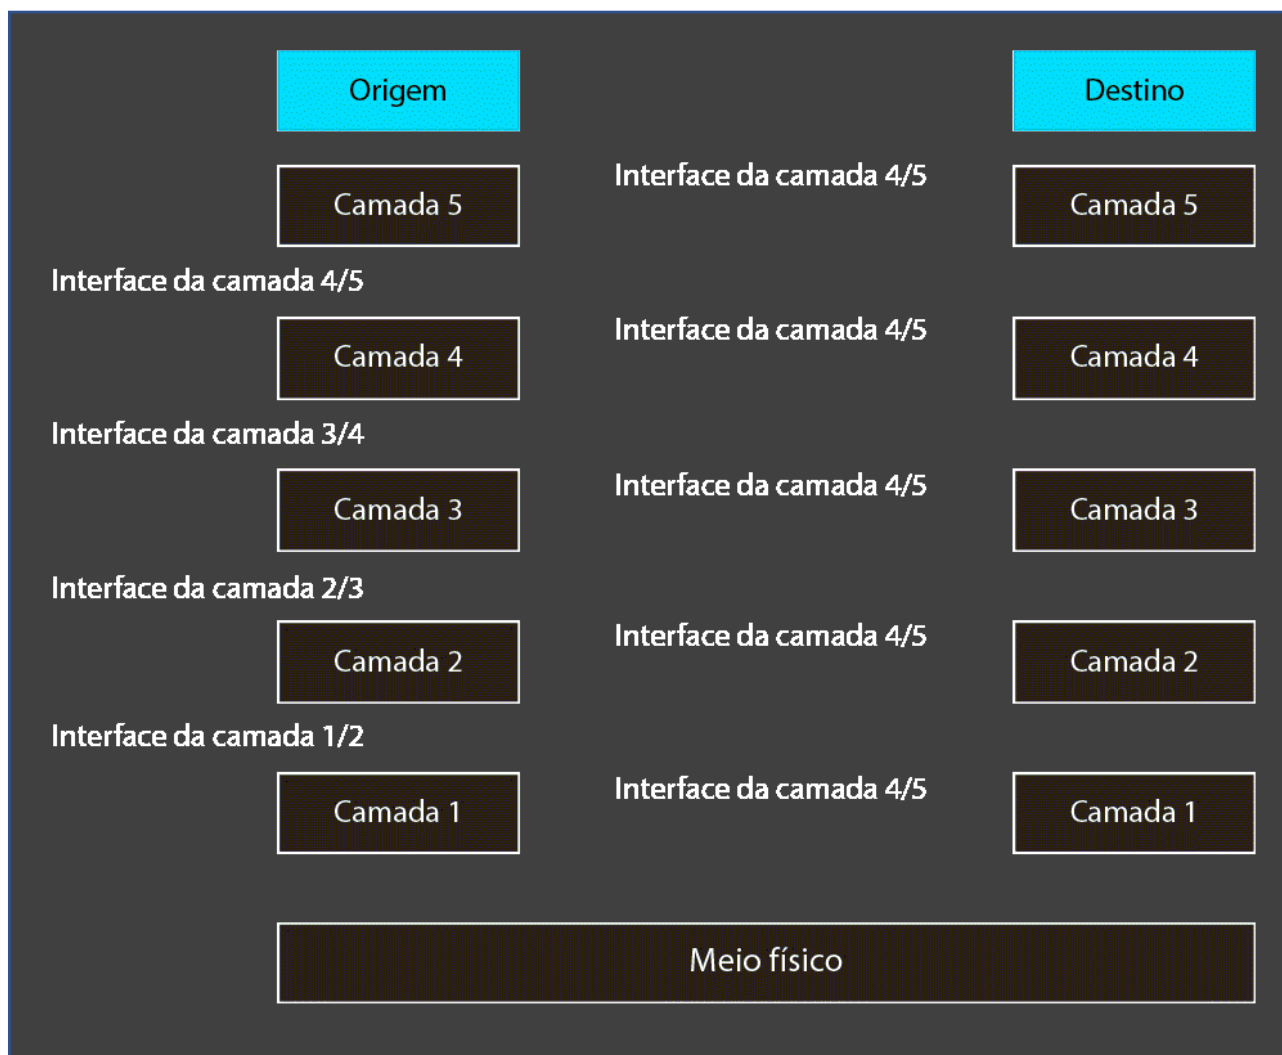 Origem
Destino
Interface da camada 4/5
Camada 5
Camada 5
Interface da camada 4/5
Interface da camada 4/5
Camada 4
Camada 4
Interface da camada 3/4
Interface da camada 4/5
Camada 3
Camada 3
Interface da camada 2/3
Interface da camada 4/5
Camada 2
Camada 2
Interface da camada 1/2
Interface da camada 4/5
Camada 1
Camada 1
Meio físico